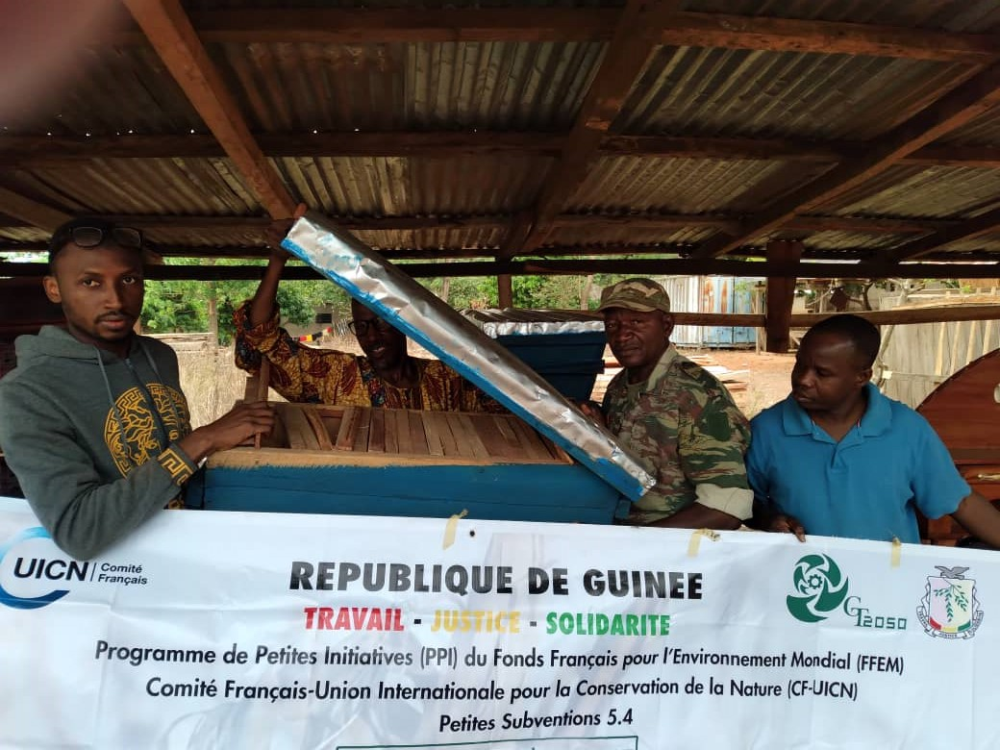 UICN | Comité Français
REPUBLIQUE DE GUINEE
GT2050
TRAVAIL - JUSTICE - SOLIDARITE
Programme de Petites Initiatives (PPI) du Fonds Français pour l'Environnement Mondial (FFEM)
Comité Français-Union Internationale pour la Conservation de la Nature (CF-UICN)
Petites Subventions 5.4